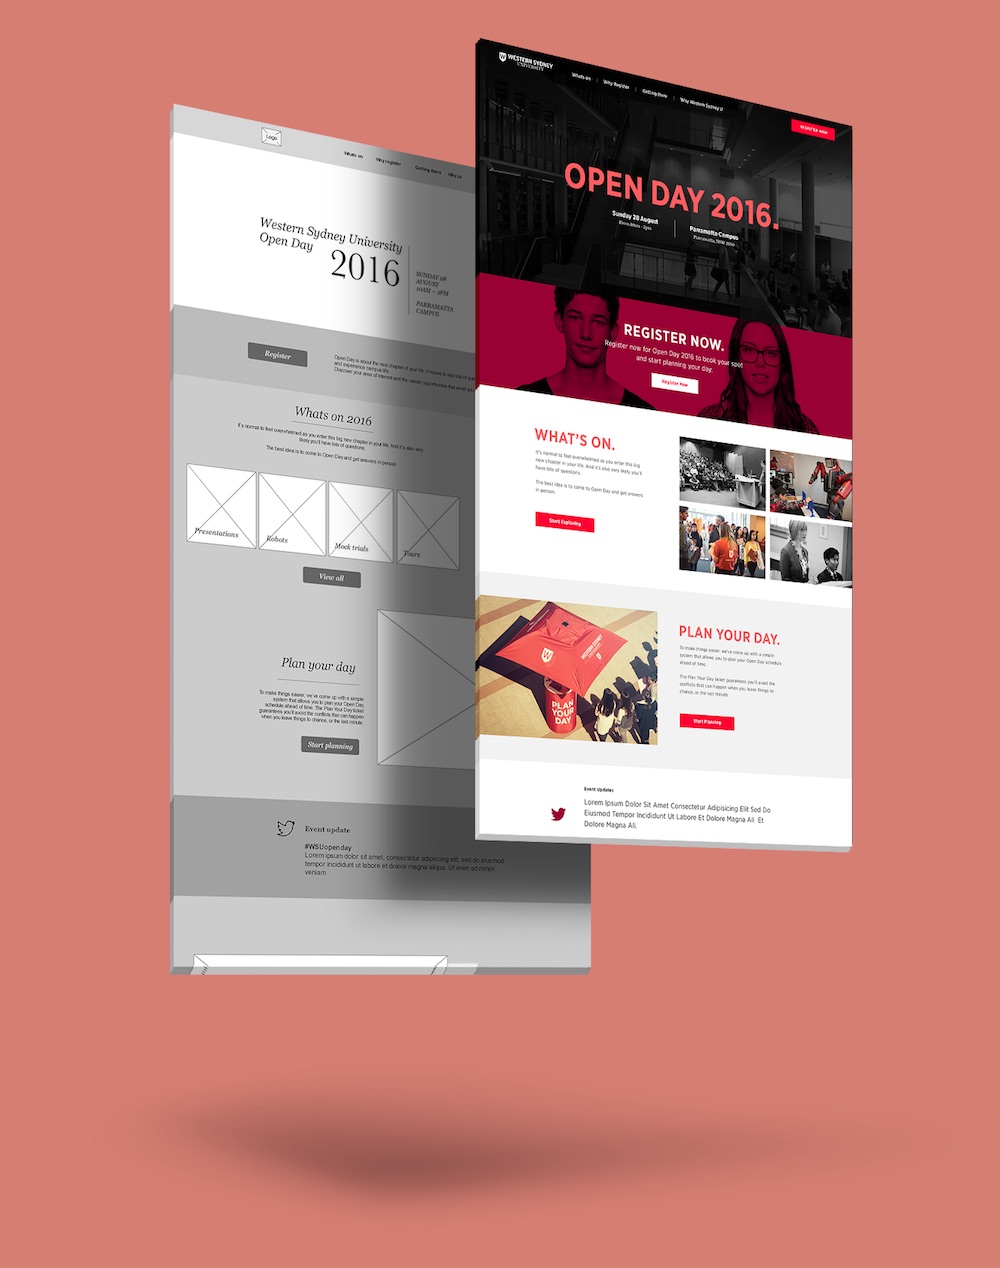 Logo
Whats on
Why register
Getting there
Why us
Western Sydney University
Open Day
2016
SUNDAY 28
AUGUST
10AM – 2PM
PARRAMATTA
CAMPUS
Register
Open Day is about the next chapter of your life. Prepare to
and experience campus life.
Discover your area of interest and the career opportunities that
Whats on 2016
It's normal to feel overwhelmed as you enter this big new chapter in your life. And it's also very
likely you'll have lots of questions.
The best idea is to come to Open Day and get answers in person.
Presentations
Robots
Mock trials
Tours
View all
Plan your day
To make things easier, we've come up with a simple
system that allows you to plan your Open Day
schedule ahead of time. The Plan Your Day ticket
guarantees you'll avoid the conflicts that can happen
when you leave things to chance, or the last minute.
Start planning
Event update
#WSUopenday
Lorem ipsum dolor sit amet, consectetur adipisicing elit, sed do eiusmod
tempor incididunt ut labore et dolore magna aliqua. Ut enim ad minim
veniam
WESTERN SYDNEY
UNIVERSITY
Whats on
Why Register
Getting there
Why Western Sydney U
REGISTER NOW
OPEN DAY 2016.
Sunday 28 August
Parramatta Campus
Parramatta, NSW
REGISTER NOW.
Register now for Open Day 2016 to book your spot
and start planning your day.
Register Now
WHAT'S ON.
It's normal to feel overwhelmed as you enter this big
new chapter in your life. And it's also very likely you'll
have lots of questions.
The best idea is to come to Open Day and get answers
in person.
Start Exploring
WESTERN SYDNEY
W
PLAN
YOUR
DAY
PLAN YOUR DAY.
To make things easier, we've come up with a simple
system that allows you to plan your Open Day schedule
ahead of time.
The Plan Your Day ticket guarantees you'll avoid the
conflicts that can happen when you leave things to
chance, or the last minute.
Start Planning
Event Updates
Lorem Ipsum Dolor Sit Amet Consectetur Adipisicing Elit Sed Do
Eiusmod Tempor Incididunt Ut Labore Et Dolore Magna Ali Et
Dolore Magna Ali.